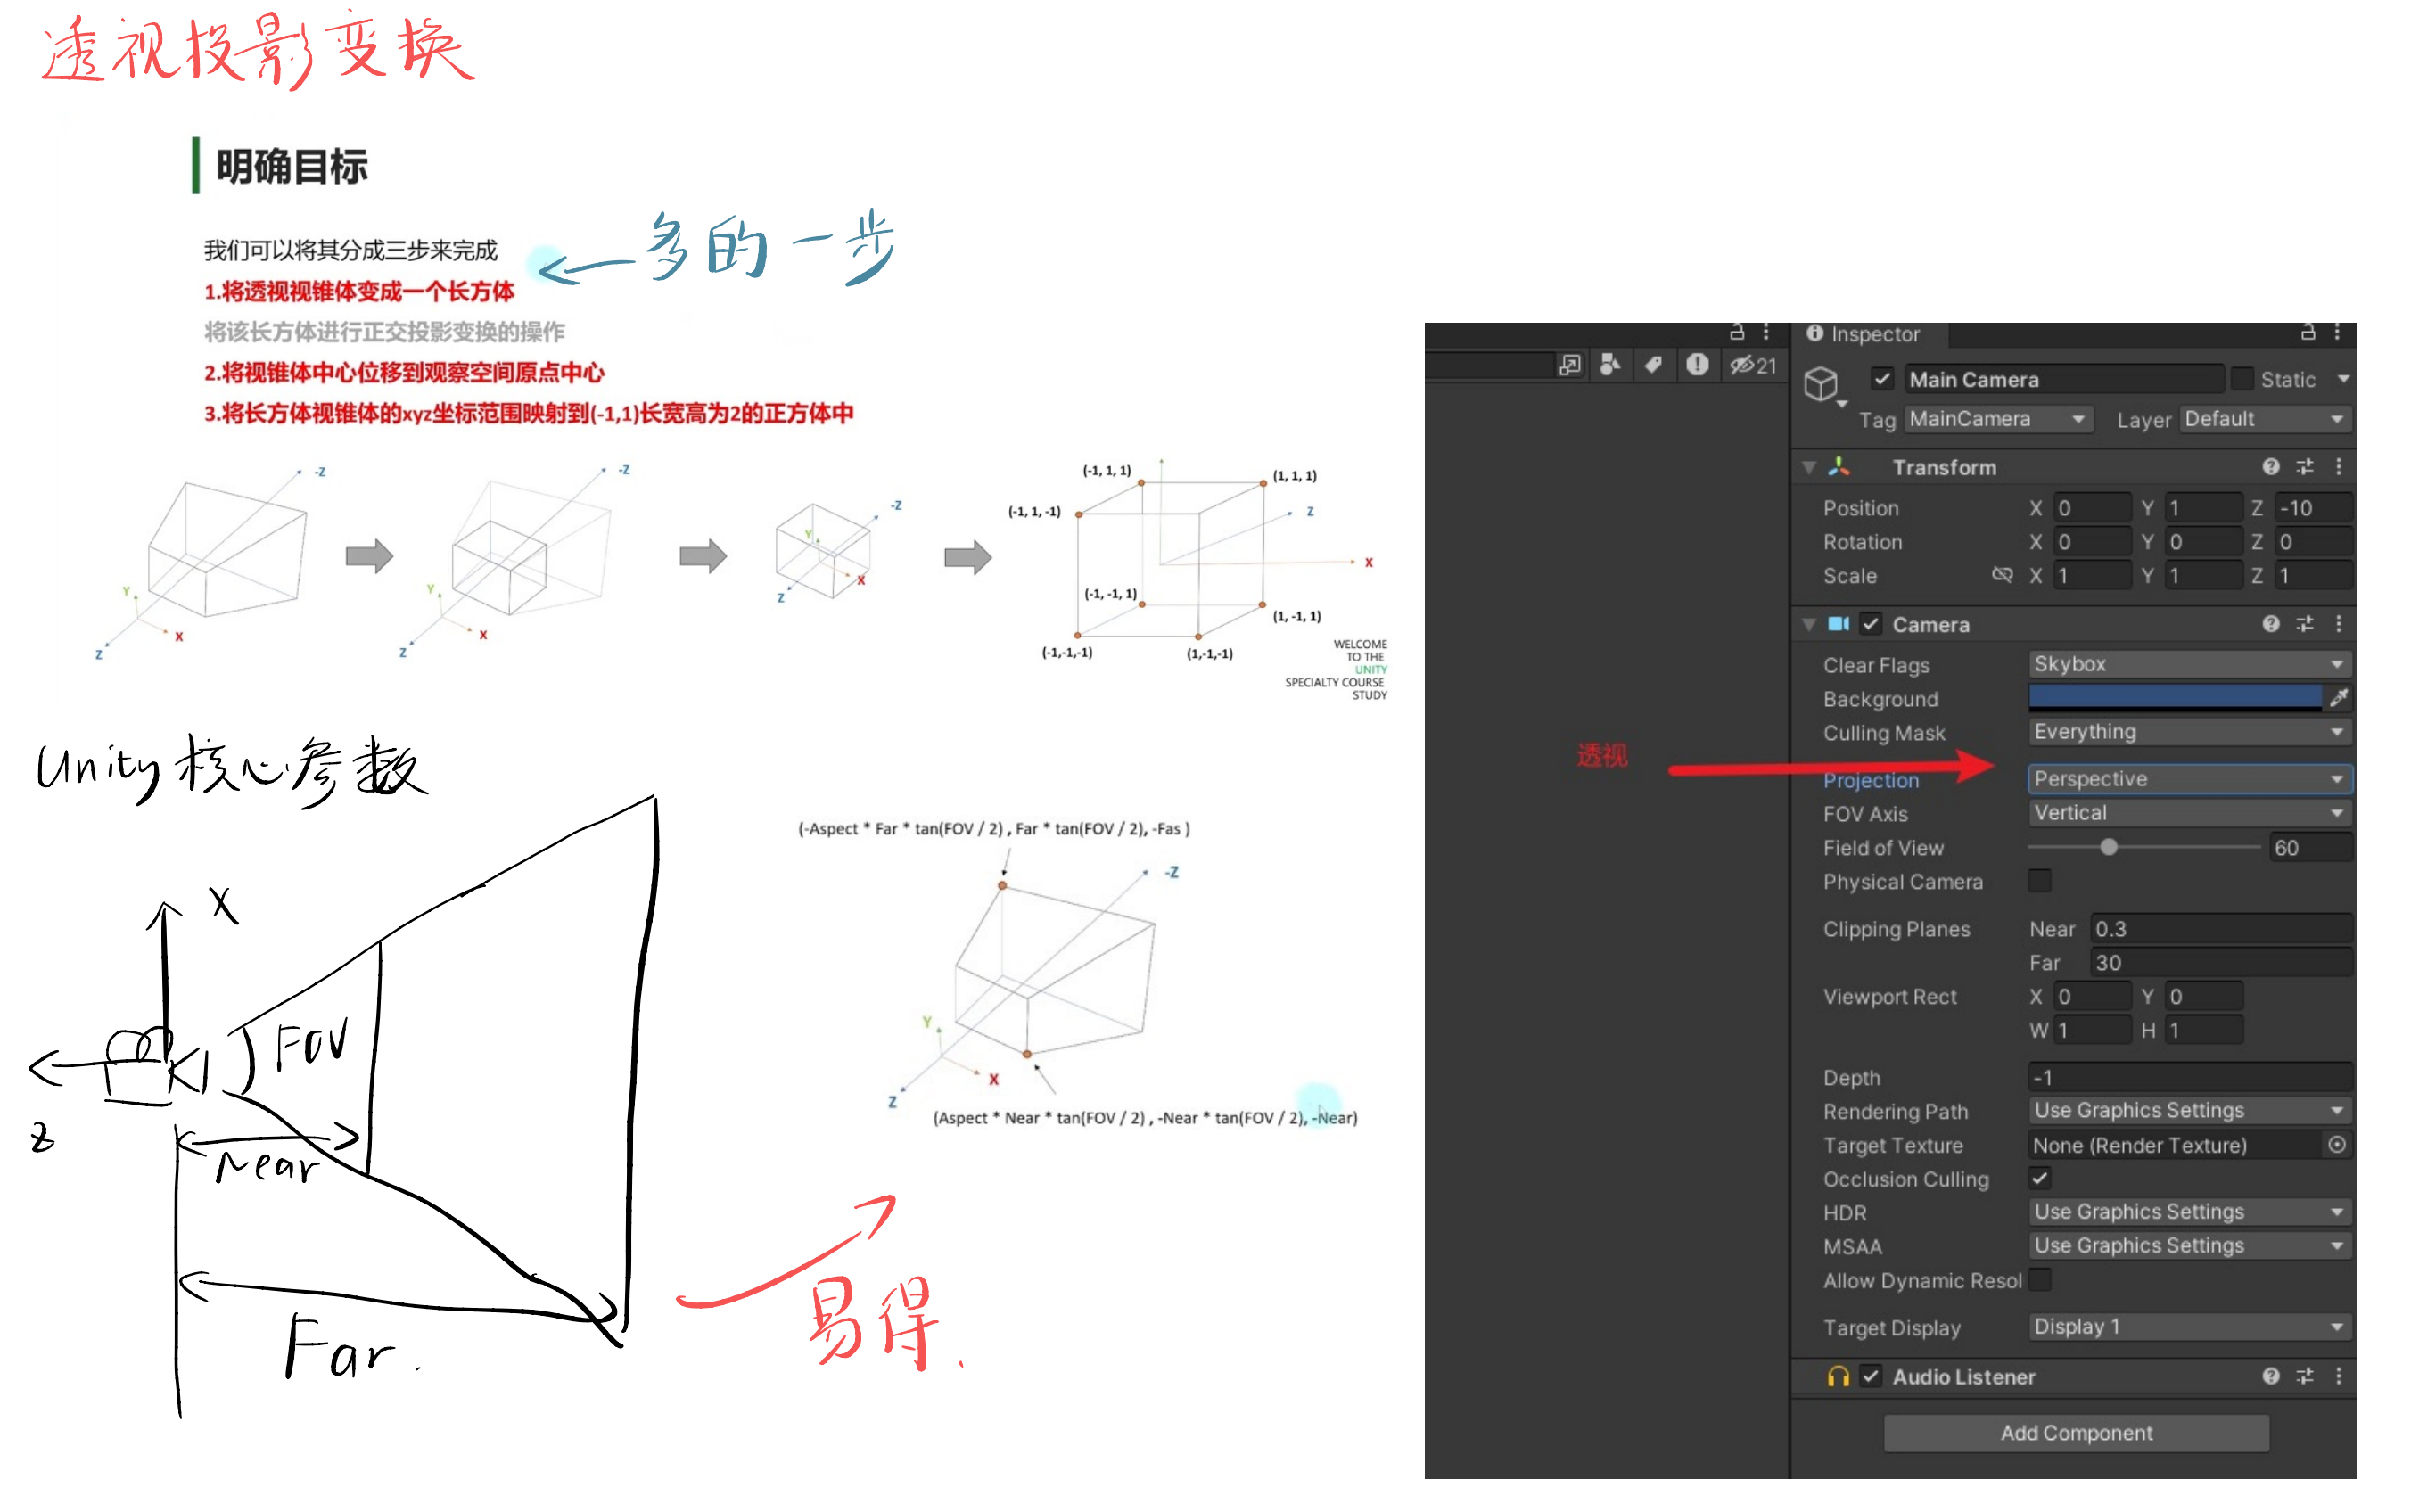 透视投影变换
明确目标
我们可以将其分成三步来完成
多的一步
1.将透视视锥体变成一个长方体
将该长方体进行正交投影变换的操作
2.将视锥体中心位移到观察空间原点中心
3.将长方体视锥体的xyz坐标范围映射到(-1,1)长宽高为2的正方体中
-Z
Y
X
Z
-Z
Y
X
Z
-Z
Y
X
Z
(-1, 1, 1)
(1, 1, 1)
(-1, 1, -1)
Z
X
(-1, -1, 1)
(1, -1, 1)
(-1,-1,-1)
(1,-1,-1)
WELCOME
TO THE
UNITY
SPECIALTY COURSE
STUDY
Unity核心参数
X
FOV
Z
Near
Far.
(-Aspect * Far * tan(FOV / 2) , Far * tan(FOV / 2), -Fas )
-Z
Y
X
Z
(Aspect * Near * tan(FOV / 2) , -Near * tan(FOV / 2), -Near)
易得.
透视
21
Inspector
Main Camera
Static
Tag MainCamera Layer Default
Transform
Position X 0 Y 1 Z -10
Rotation X 0 Y 0 Z 0
Scale X 1 Y 1 Z 1
Camera
Clear Flags Skybox
Background
Culling Mask Everything
Projection Perspective
FOV Axis Vertical
Field of View 60
Physical Camera
Clipping Planes Near 0.3
Far 30
Viewport Rect X 0 Y 0
W 1 H 1
Depth -1
Rendering Path Use Graphics Settings
Target Texture None (Render Texture)
Occlusion Culling
HDR Use Graphics Settings
MSAA Use Graphics Settings
Allow Dynamic Resol
Target Display Display 1
Audio Listener
Add Component